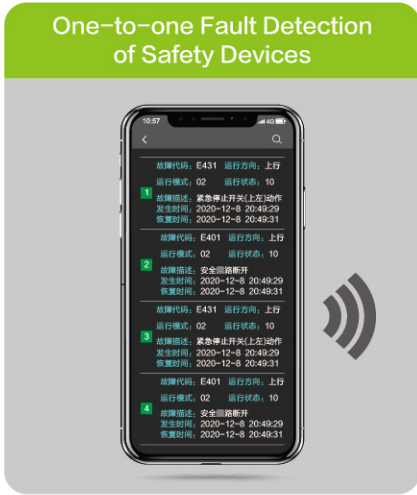 One-to-one Fault Detection
of Safety Devices
10:57
4G
故障代码：E431 运行方向：上行
运行模式：02 运行状态：10
1
故障描述：紧急停止开关(上左)动作
发生时间：2020-12-8 20:49:29
恢复时间：2020-12-8 20:49:31
故障代码：E401 运行方向：上行
运行模式：02 运行状态：10
2
故障描述：安全回路断开
发生时间：2020-12-8 20:49:29
恢复时间：2020-12-8 20:49:31
故障代码：E431 运行方向：上行
运行模式：02 运行状态：10
3
故障描述：紧急停止开关(上左)动作
发生时间：2020-12-8 20:49:29
恢复时间：2020-12-8 20:49:31
故障代码：E401 运行方向：上行
运行模式：02 运行状态：10
4
故障描述：安全回路断开
发生时间：2020-12-8 20:49:29
恢复时间：2020-12-8 20:49:31